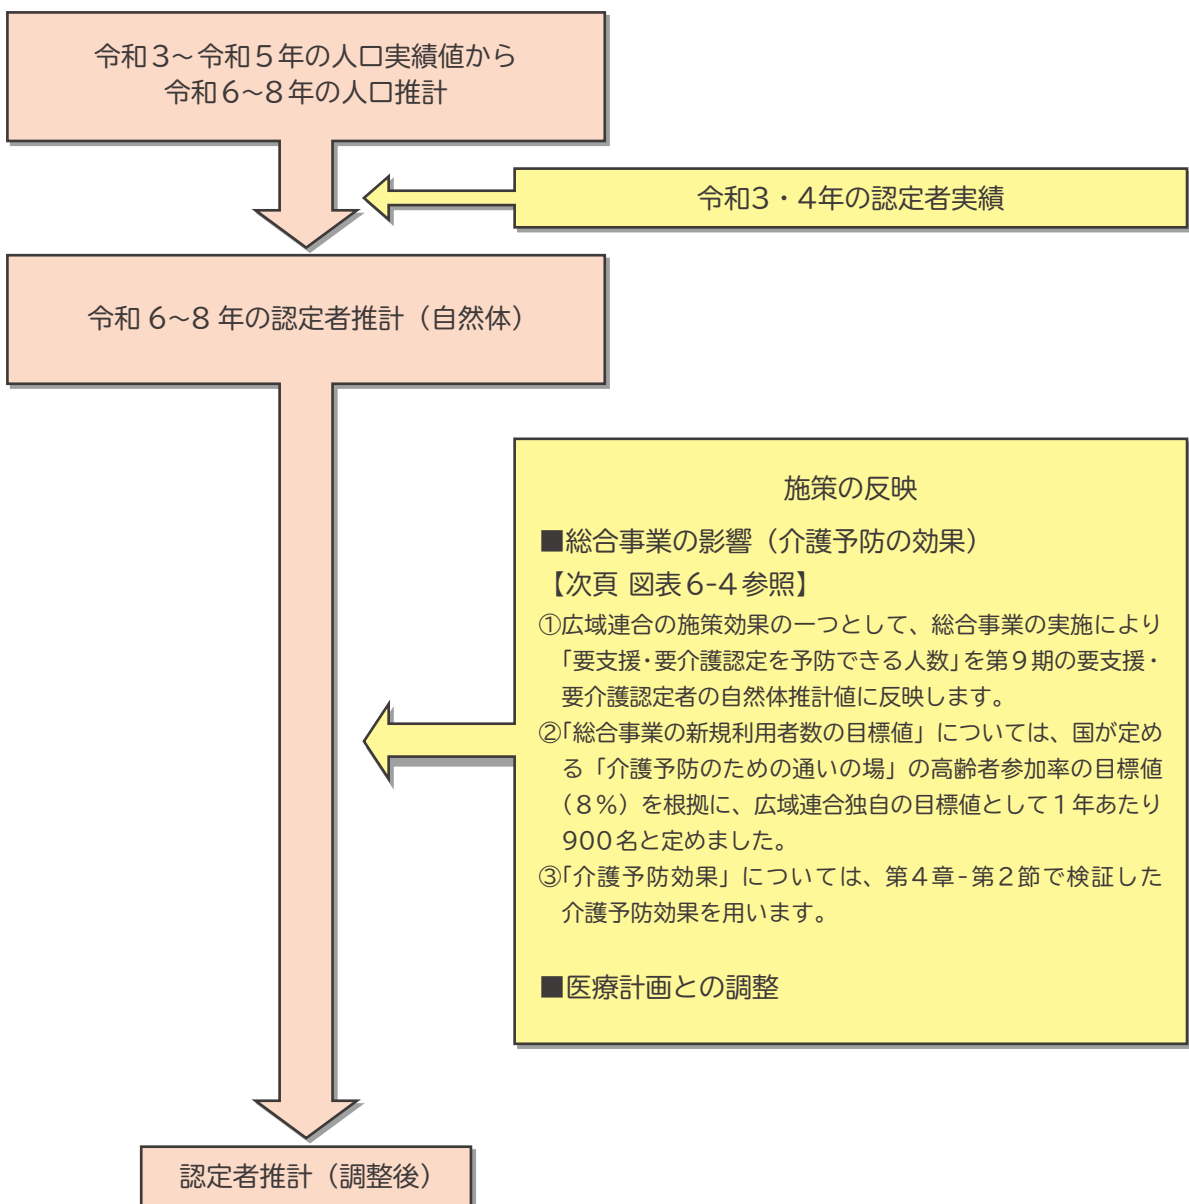 令和3～令和5年の人口実績値から
令和6～8年の人口推計
令和3・4年の認定者実績
令和 6～8 年の認定者推計（自然体）
施策の反映
■総合事業の影響（介護予防の効果）
【次頁 図表6-4参照】
①広域連合の施策効果の一つとして、総合事業の実施により
「要支援・要介護認定を予防できる人数」を第9期の要支援・
要介護認定者の自然体推計値に反映します。
②「総合事業の新規利用者数の目標値」については、国が定め
る「介護予防のための通いの場」の高齢者参加率の目標値
（8％）を根拠に、広域連合独自の目標値として1年あたり
900名と定めました。
③「介護予防効果」については、第4章-第2節で検証した
介護予防効果を用います。
■医療計画との調整
認定者推計（調整後）